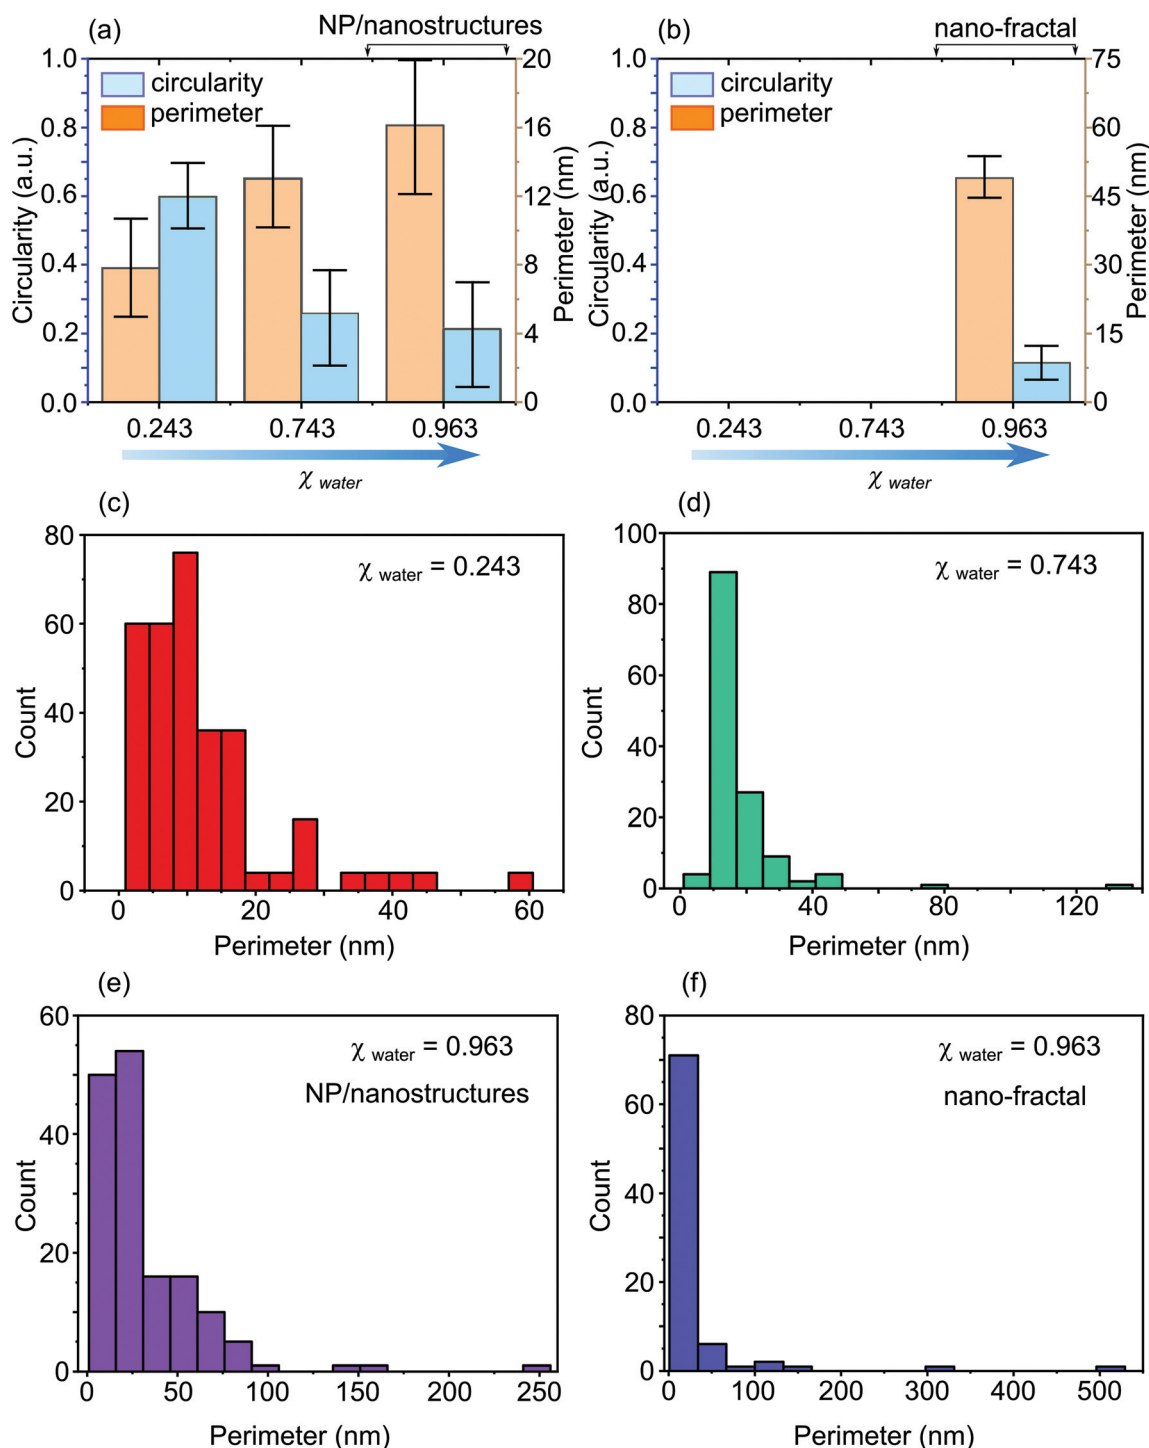 (a)
NP/nanostructures
circularity
perimeter
Circularity (a.u.)
1.0
0.8
0.6
0.4
0.2
0.0
20
16
12
8
4
0
Perimeter (nm)
0.243 0.743 0.963
χ water
(b)
nano-fractal
circularity
perimeter
Circularity (a.u.)
1.0
0.8
0.6
0.4
0.2
0.0
75
60
45
30
15
0
Perimeter (nm)
0.243 0.743 0.963
χ water
(c)
χ water = 0.243
Count
80
60
40
20
0
0 20 40 60
Perimeter (nm)
(d)
χ water = 0.743
Count
100
80
60
40
20
0
0 40 80 120
Perimeter (nm)
(e)
χ water = 0.963
NP/nanostructures
Count
60
40
20
0
0 50 100 150 200 250
Perimeter (nm)
(f)
χ water = 0.963
nano-fractal
Count
80
60
40
20
0
0 100 200 300 400 500
Perimeter (nm)